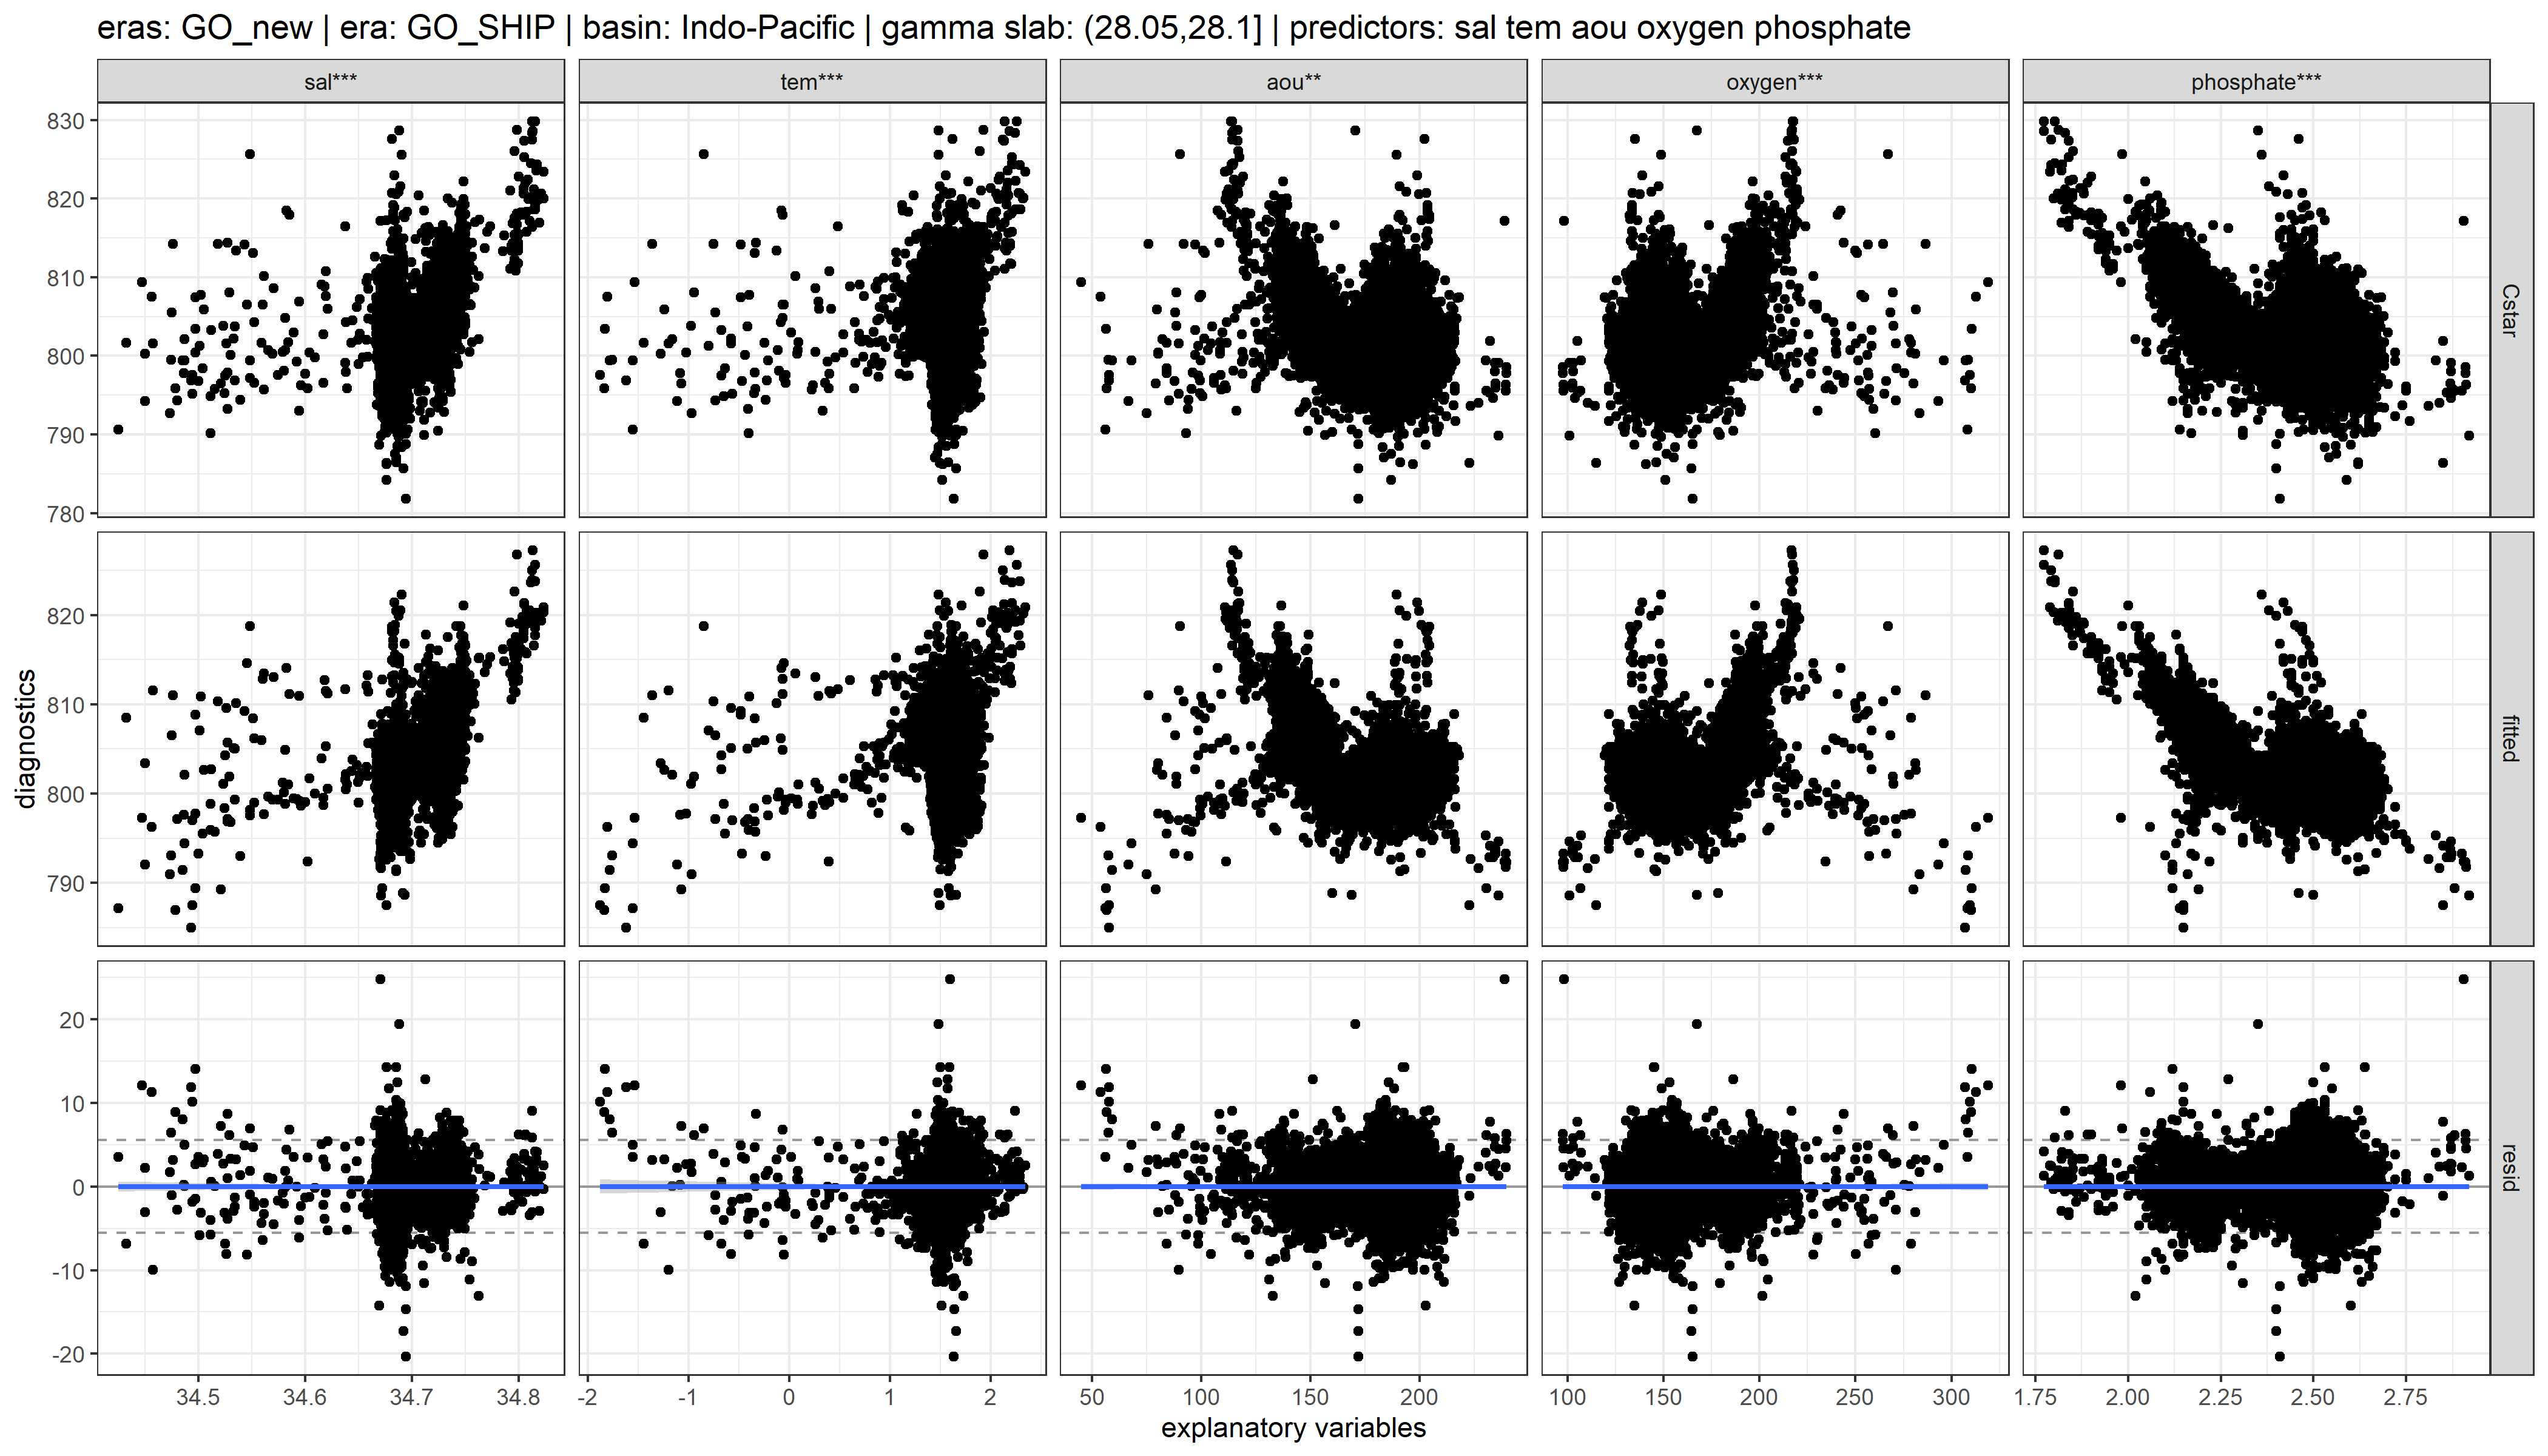 eras: GO_new | era: GO_SHIP | basin: Indo-Pacific | gamma slab: (28.05,28.1] | predictors: sal tem aou oxygen phosphate
sal*** tem*** aou** oxygen*** phosphate***
830
820
810
800
790
780
Cstar
820
810
800
790
fitted
diagnostics
20
10
0
-10
-20
resid
34.5 34.6 34.7 34.8 -2 -1 0 1 2 50 100 150 200 100 150 200 250 300 1.75 2.00 2.25 2.50 2.75
explanatory variables